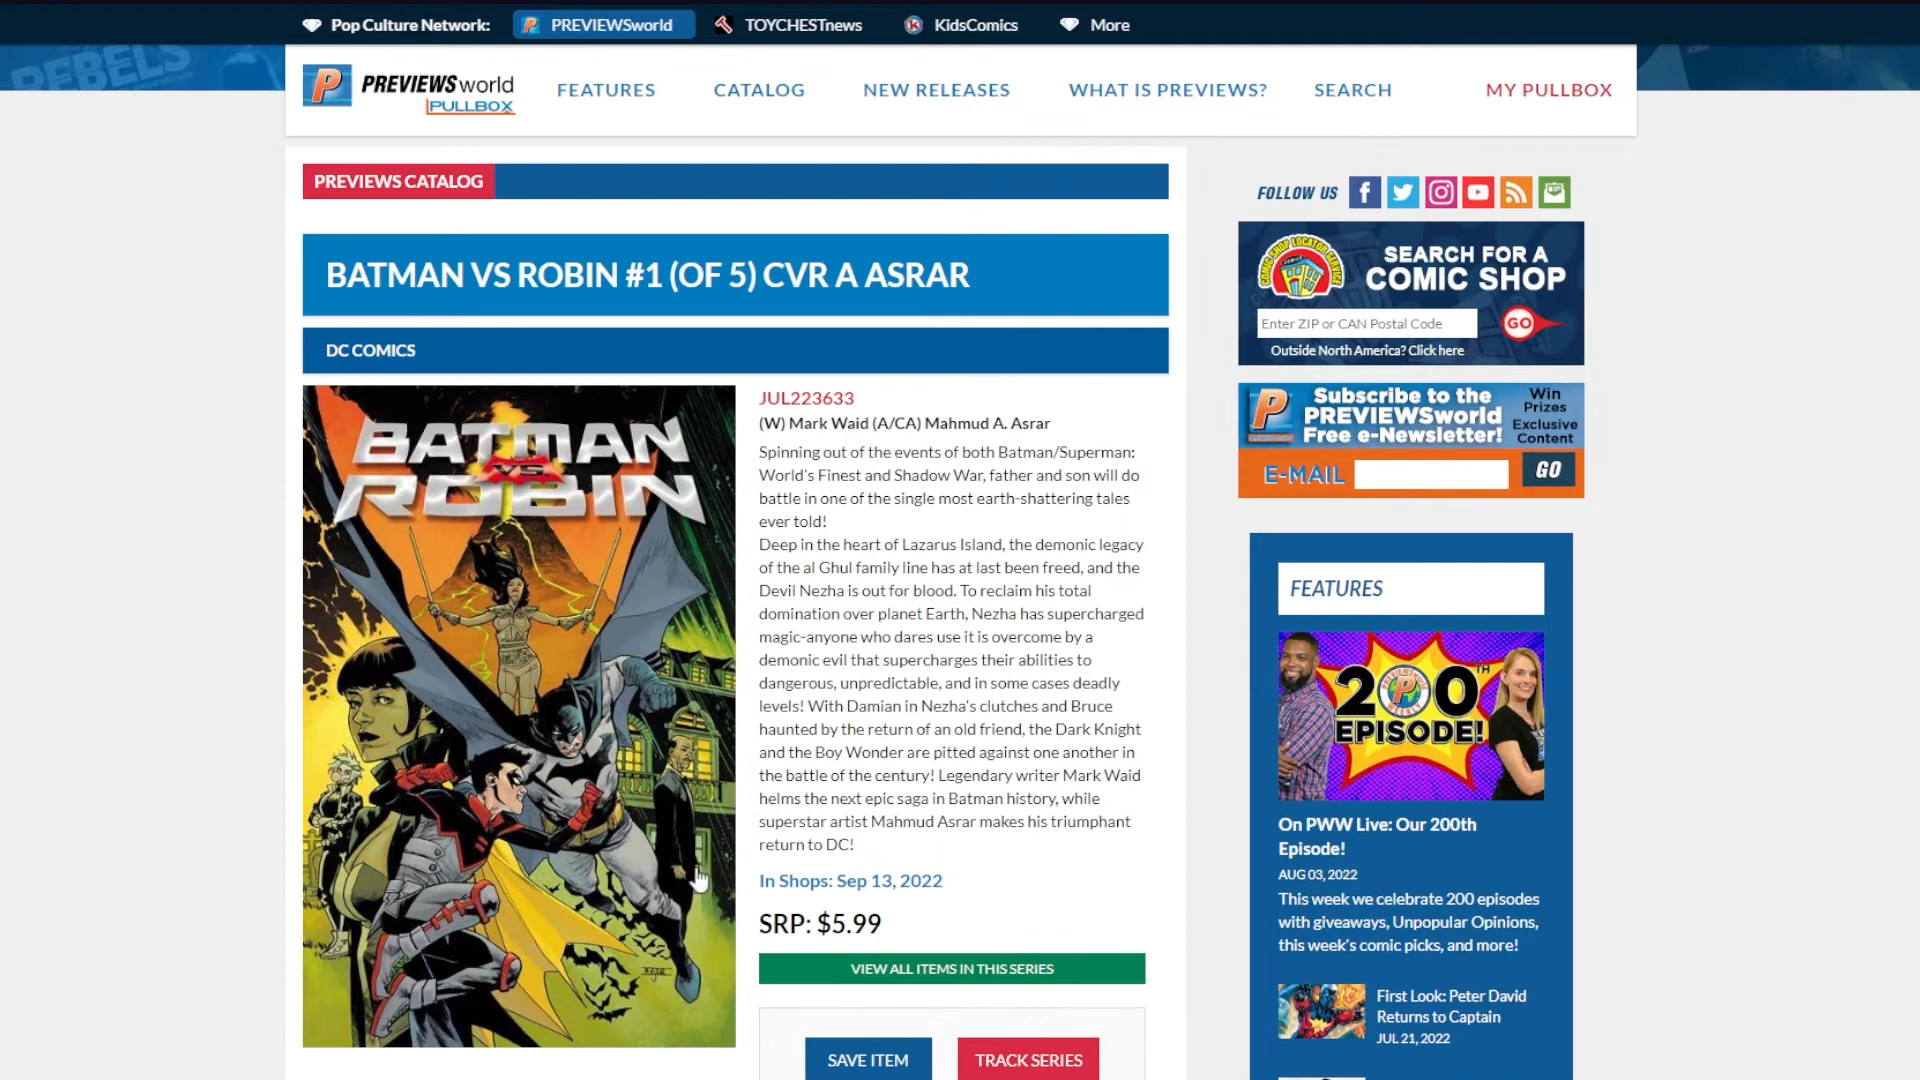 Pop Culture Network:
PREVIEWSworld
TOYCHESTnews
KidsComics
More
REBELS
PREVIEWSworld
PULLBOX
FEATURES
CATALOG
NEW RELEASES
WHAT IS PREVIEWS?
SEARCH
MY PULLBOX
PREVIEWS CATALOG
BATMAN VS ROBIN #1 (OF 5) CVR A ASRAR
DC COMICS
BATMAN
VS
ROBIN
JUL223633
(W) Mark Waid (A/CA) Mahmud A. Asrar
Spinning out of the events of both Batman/Superman:
World's Finest and Shadow War, father and son will do
battle in one of the single most earth-shattering tales
ever told!
Deep in the heart of Lazarus Island, the demonic legacy
of the al Ghul family line has at last been freed, and the
Devil Nezha is out for blood. To reclaim his total
domination over planet Earth, Nezha has supercharged
magic-anyone who dares use it is overcome by a
demonic evil that supercharges their abilities to
dangerous, unpredictable, and in some cases deadly
levels! With Damian in Nezha's clutches and Bruce
haunted by the return of an old friend, the Dark Knight
and the Boy Wonder are pitted against one another in
the battle of the century! Legendary writer Mark Waid
helms the next epic saga in Batman history, while
superstar artist Mahmud Asrar makes his triumphant
return to DC!
In Shops: Sep 13, 2022
SRP: $5.99
VIEW ALL ITEMS IN THIS SERIES
SAVE ITEM
TRACK SERIES
FOLLOW US
COMIC SHOP LOCATOR SERVICE
SEARCH FOR A
COMIC SHOP
Enter ZIP or CAN Postal Code
GO
Outside North America? Click here
Subscribe to the
PREVIEWSworld
Free e-Newsletter!
Win
Prizes
Exclusive
Content
E-MAIL
GO
FEATURES
200TH
EPISODE!
On PWW Live: Our 200th
Episode!
AUG 03, 2022
This week we celebrate 200 episodes
with giveaways, Unpopular Opinions,
this week's comic picks, and more!
First Look: Peter David
Returns to Captain
JUL 21, 2022